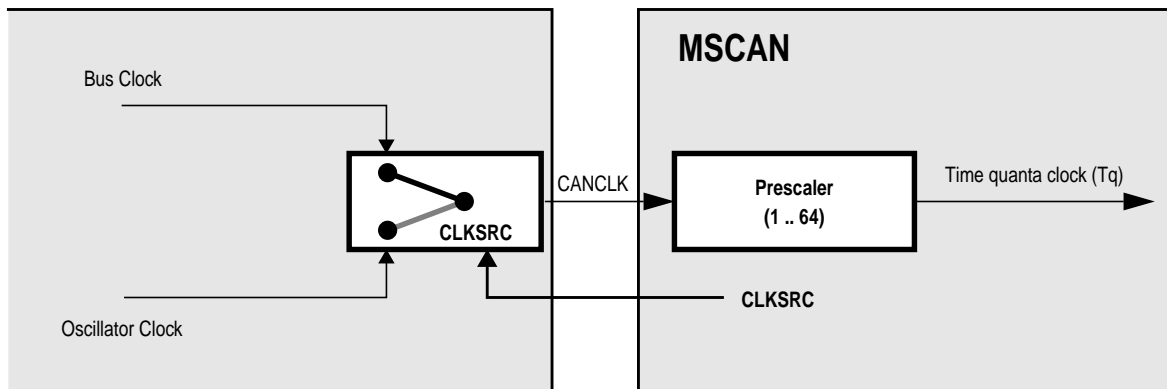 MSCAN
Bus Clock
CANCLK
Time quanta clock (Tq)
Prescaler
(1 .. 64)
CLKSRC
CLKSRC
Oscillator Clock